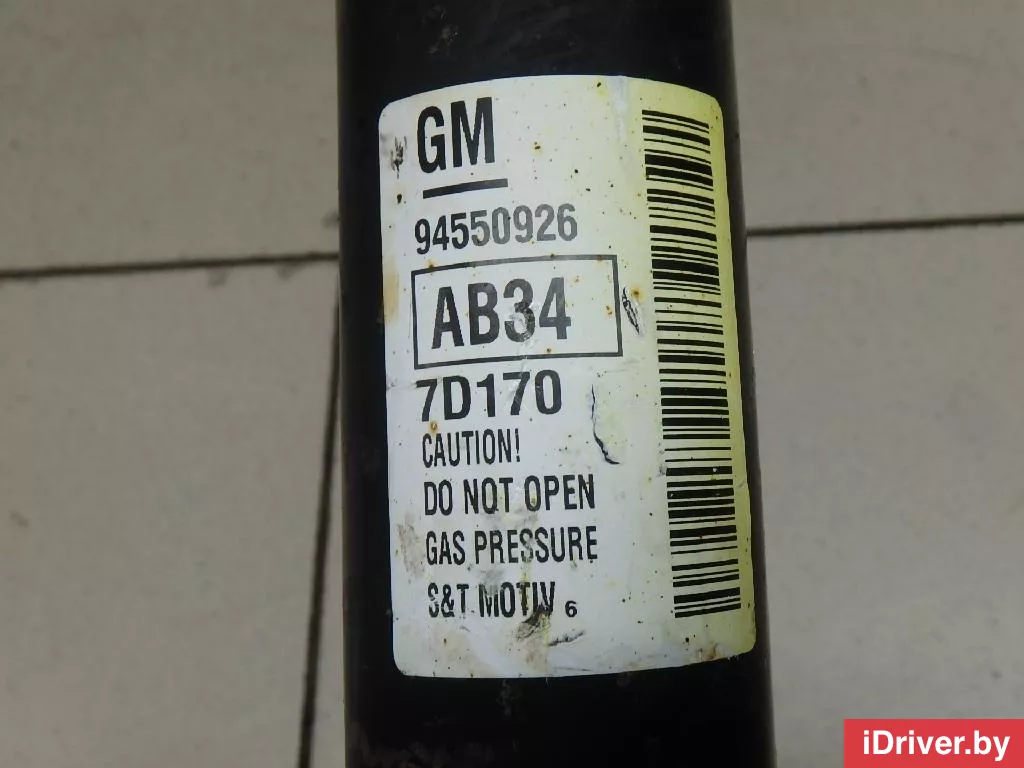 GM
94550926
AB34
7D170
CAUTION!
DO NOT OPEN
GAS PRESSURE
S&T MOTIV 6
iDriver.by